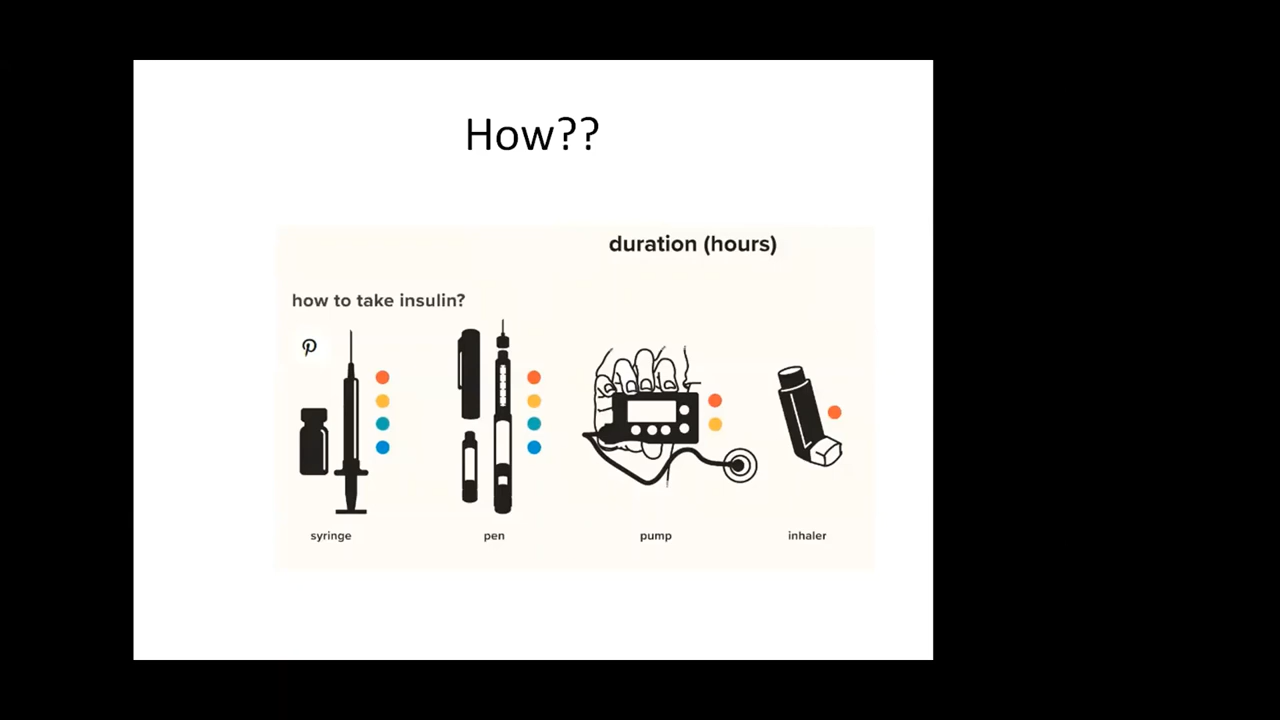 How??
duration (hours)
how to take insulin?
syringe
pen
pump
inhaler